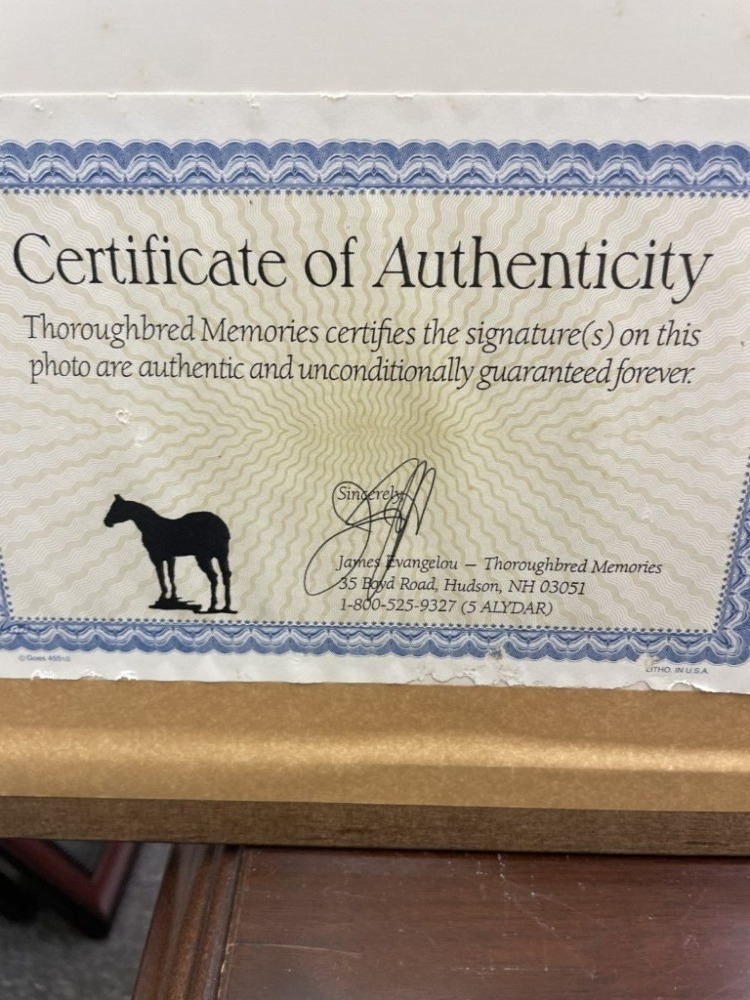 Certificate of Authenticity
Thoroughbred Memories certifies the signature(s) on this
photo are authentic and unconditionally guaranteed forever.
Sincerely,
James Evangelou — Thoroughbred Memories
35 Boyd Road, Hudson, NH 03051
1-800-525-9327 (5 ALYDAR)
© Goes
LITHO. IN U.S.A.